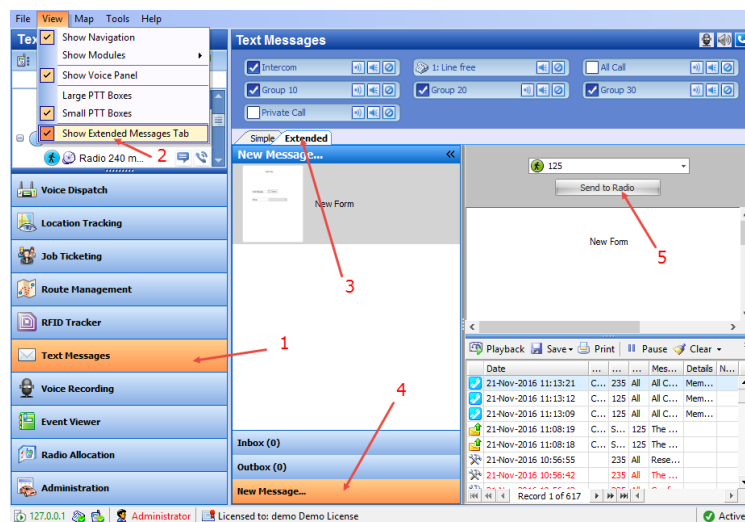 File View Map Tools Help
Show Navigation
Show Modules
Show Voice Panel
Large PTT Boxes
Small PTT Boxes
Show Extended Messages Tab
2
Radio 240 m...
Voice Dispatch
Location Tracking
Job Ticketing
Route Management
RFID Tracker
Text Messages
1
Voice Recording
Event Viewer
Radio Allocation
Administration
Text Messages
Intercom
1: Line free
All Call
Group 10
Group 20
Group 30
Private Call
Simple Extended
New Message...
New Form
3
4
Inbox (0)
Outbox (0)
New Message...
125
Send to Radio
New Form
5
Playback Save Print Pause Clear
Date ... ... ... Mes... Details N...
21-Nov-2016 11:13:21 C... 235 All All C... Mem...
21-Nov-2016 11:13:12 C... 125 All All C... Mem...
21-Nov-2016 11:13:09 C... 125 All All C... Mem...
21-Nov-2016 11:08:19 C... S... 125 The ...
21-Nov-2016 11:08:18 C... S... 125 The ...
21-Nov-2016 10:56:55 235 All Rese...
21-Nov-2016 10:56:42 235 All The ...
Record 1 of 617
127.0.0.1 Administrator Licensed to: demo Demo License Active